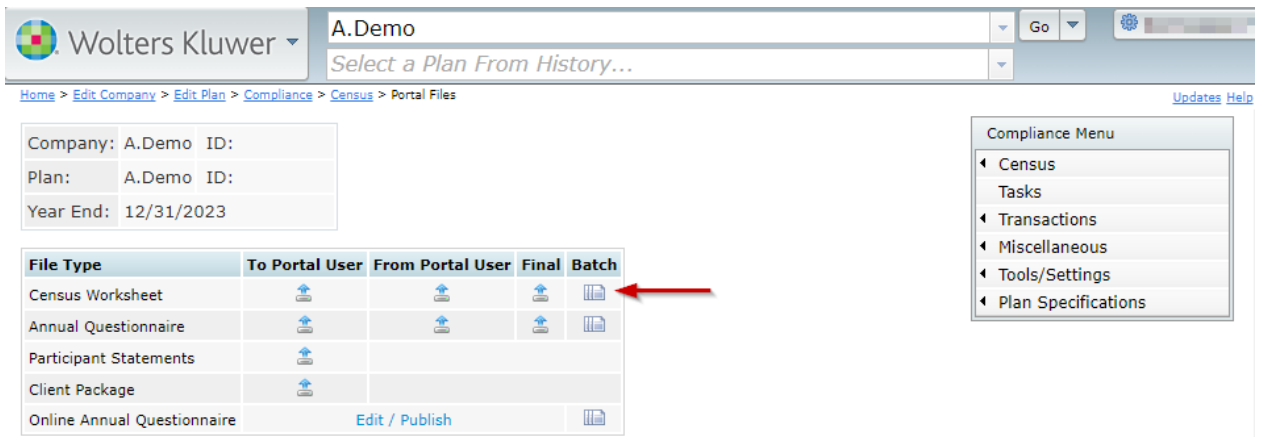 Wolters Kluwer
A.Demo
Go
Select a Plan From History...
Home > Edit Company > Edit Plan > Compliance > Census > Portal Files
Updates Help
Company: A.Demo ID:
Plan: A.Demo ID:
Year End: 12/31/2023
Compliance Menu
Census
Tasks
Transactions
Miscellaneous
Tools/Settings
Plan Specifications
File Type To Portal User From Portal User Final Batch
Census Worksheet
Annual Questionnaire
Participant Statements
Client Package
Online Annual Questionnaire Edit / Publish